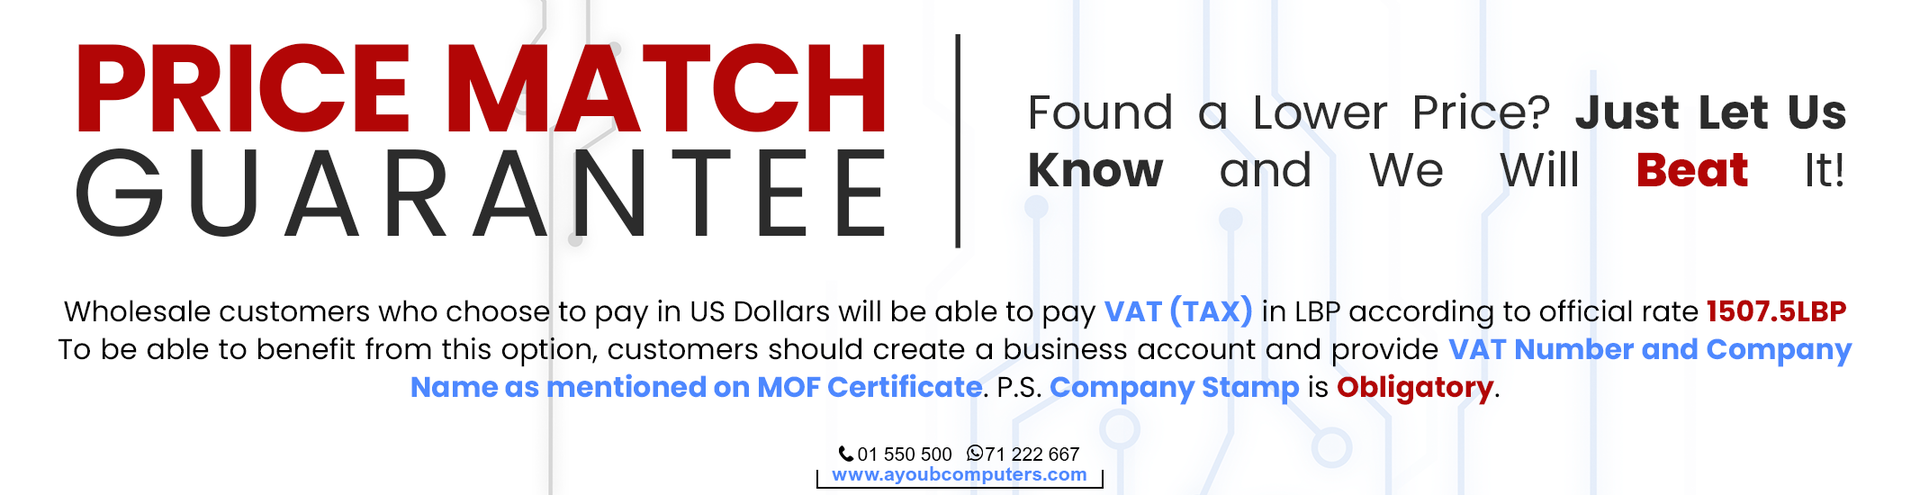 PRICE MATCH
GUARANTEE
Found a Lower Price? Just Let Us
Know and We Will Beat It!
Wholesale customers who choose to pay in US Dollars will be able to pay VAT (TAX) in LBP according to official rate 1507.5LBP
To be able to benefit from this option, customers should create a business account and provide VAT Number and Company
Name as mentioned on MOF Certificate. P.S. Company Stamp is Obligatory.
01 550 500 71 222 667
www.ayoubcomputers.com